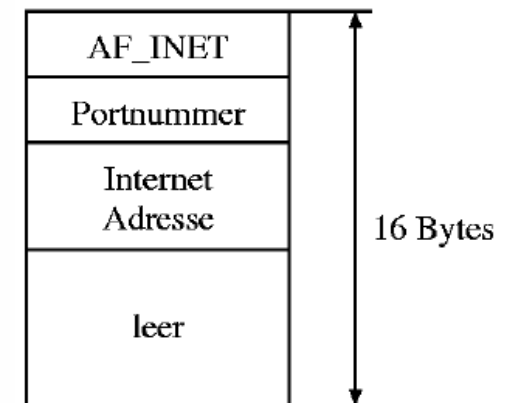 AF_INET
Portnummer
Internet
Adresse
16 Bytes
leer